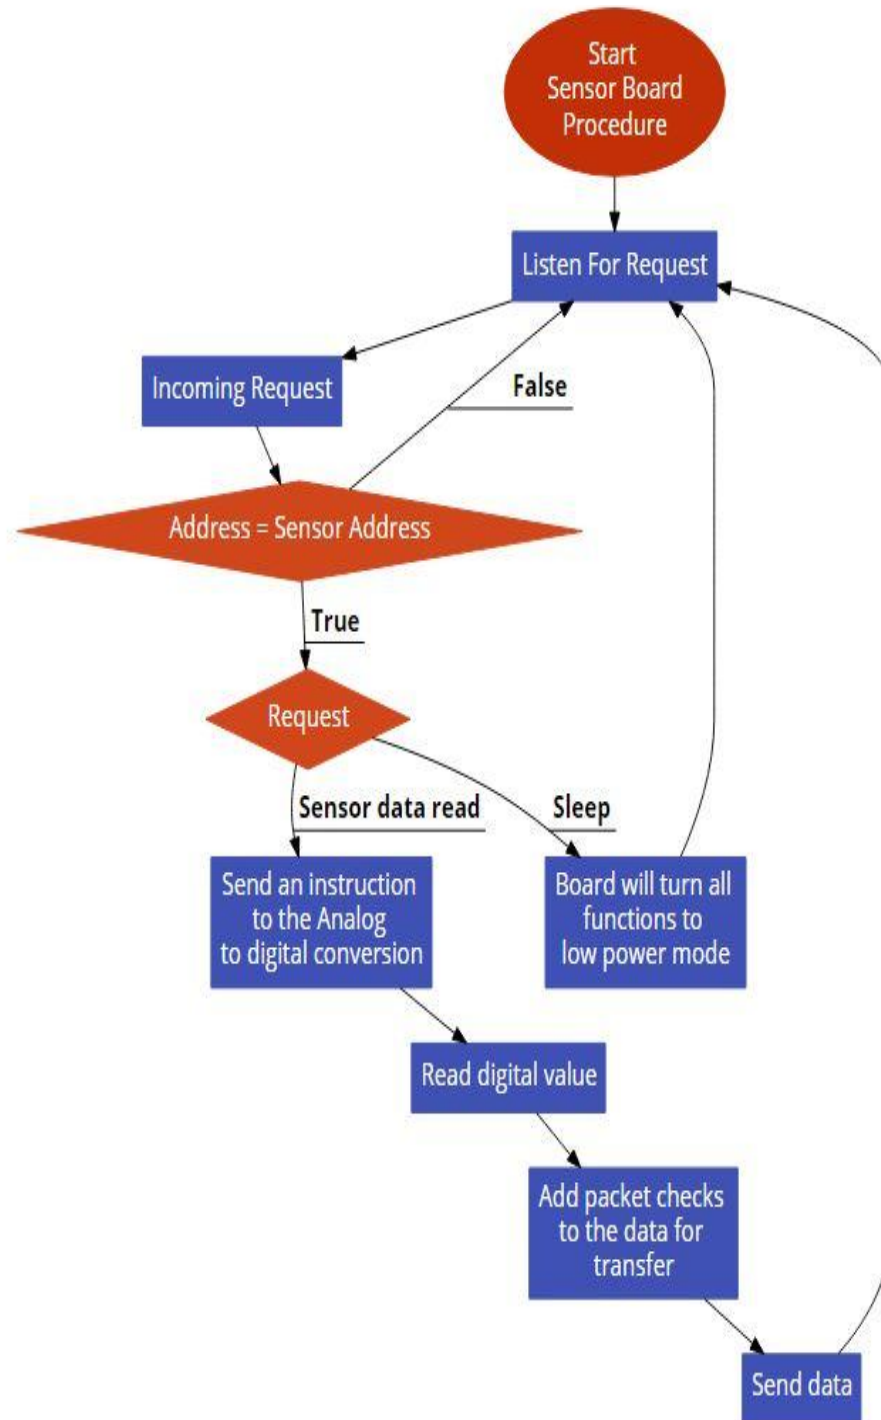 Start
Sensor Board
Procedure
Listen For Request
Incoming Request
False
Address = Sensor Address
True
Request
Sensor data read
Sleep
Send an instruction
to the Analog
to digital conversion
Board will turn all
functions to
low power mode
Read digital value
Add packet checks
to the data for
transfer
Send data